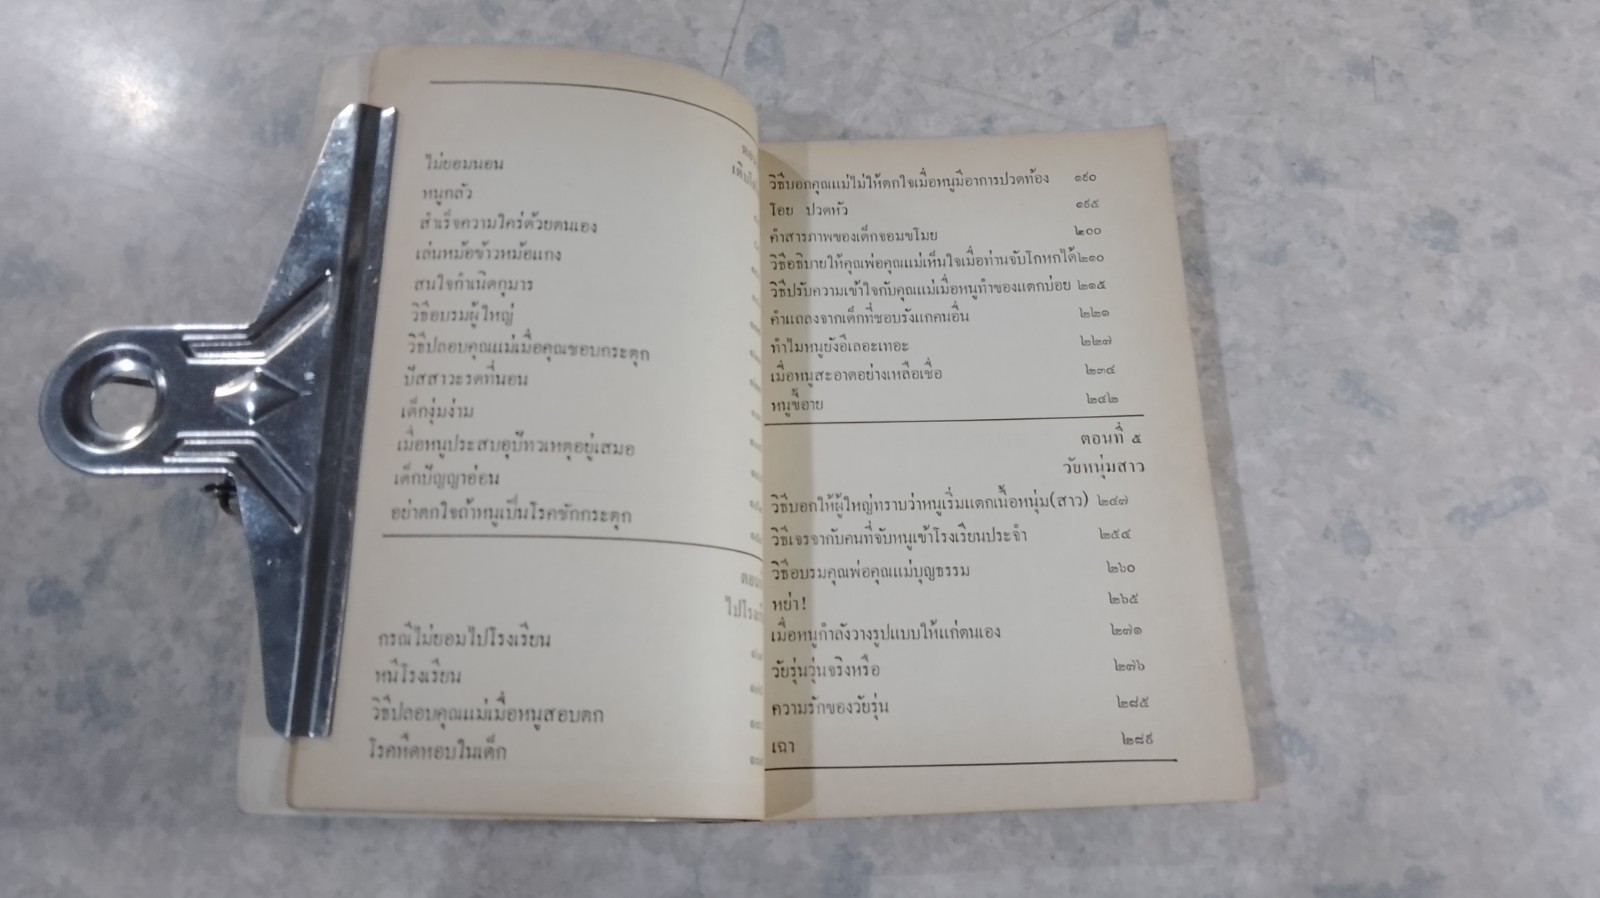 ไม่ยอมนอน
หนูกลัว
สำเร็จความใคร่ด้วยตนเอง
เล่นหม้อข้าวหม้อแกง
สนใจกำเนิดกุมาร
วิธีอบรมผู้ใหญ่
วิธีปลอบคุณแม่เมื่อคุณชอบกระตุก
ปัสสาวะรดที่นอน
เด็กงุ่มง่าม
เมื่อหนูประสบอุบัทวเหตุอยู่เสมอ
เด็กปัญญาอ่อน
อย่าตกใจถ้าหนูเป็นโรคชักกระตุก
กรณีไม่ยอมไปโรงเรียน
หนีโรงเรียน
วิธีปลอบคุณแม่เมื่อหนูสอบตก
โรคหืดหอบในเด็ก
วิธีบอกคุณแม่ไม่ให้ตกใจเมื่อหนูมีอาการปวดท้อง ๑๙๐
โอย ปวดหัว ๑๙๕
คำสารภาพของเด็กจอมขโมย ๒๐๐
วิธีอธิบายให้คุณพ่อคุณแม่เห็นใจเมื่อท่านจับโกหกได้ ๒๑๐
วิธีปรับความเข้าใจกับคุณแม่เมื่อหนูทำของแตกบ่อย ๒๑๕
คำแถลงจากเด็กที่ชอบรังแกคนอื่น ๒๒๑
ทำไมหนูยังอึเลอะเทอะ ๒๒๗
เมื่อหนูสะอาดอย่างเหลือเชื่อ ๒๓๔
หนูขี้อาย ๒๔๒
ตอนที่ ๕
วัยหนุ่มสาว
วิธีบอกให้ผู้ใหญ่ทราบว่าหนูเริ่มแตกเนื้อหนุ่ม(สาว) ๒๔๗
วิธีเจรจากับคนที่จับหนูเข้าโรงเรียนประจำ ๒๕๔
วิธีอบรมคุณพ่อคุณแม่บุญธรรม ๒๖๐
หย่า! ๒๖๕
เมื่อหนูกำลังวางรูปแบบให้แก่ตนเอง ๒๗๑
วัยรุ่นวุ่นจริงหรือ ๒๗๖
ความรักของวัยรุ่น ๒๘๕
เฉา ๒๘๙